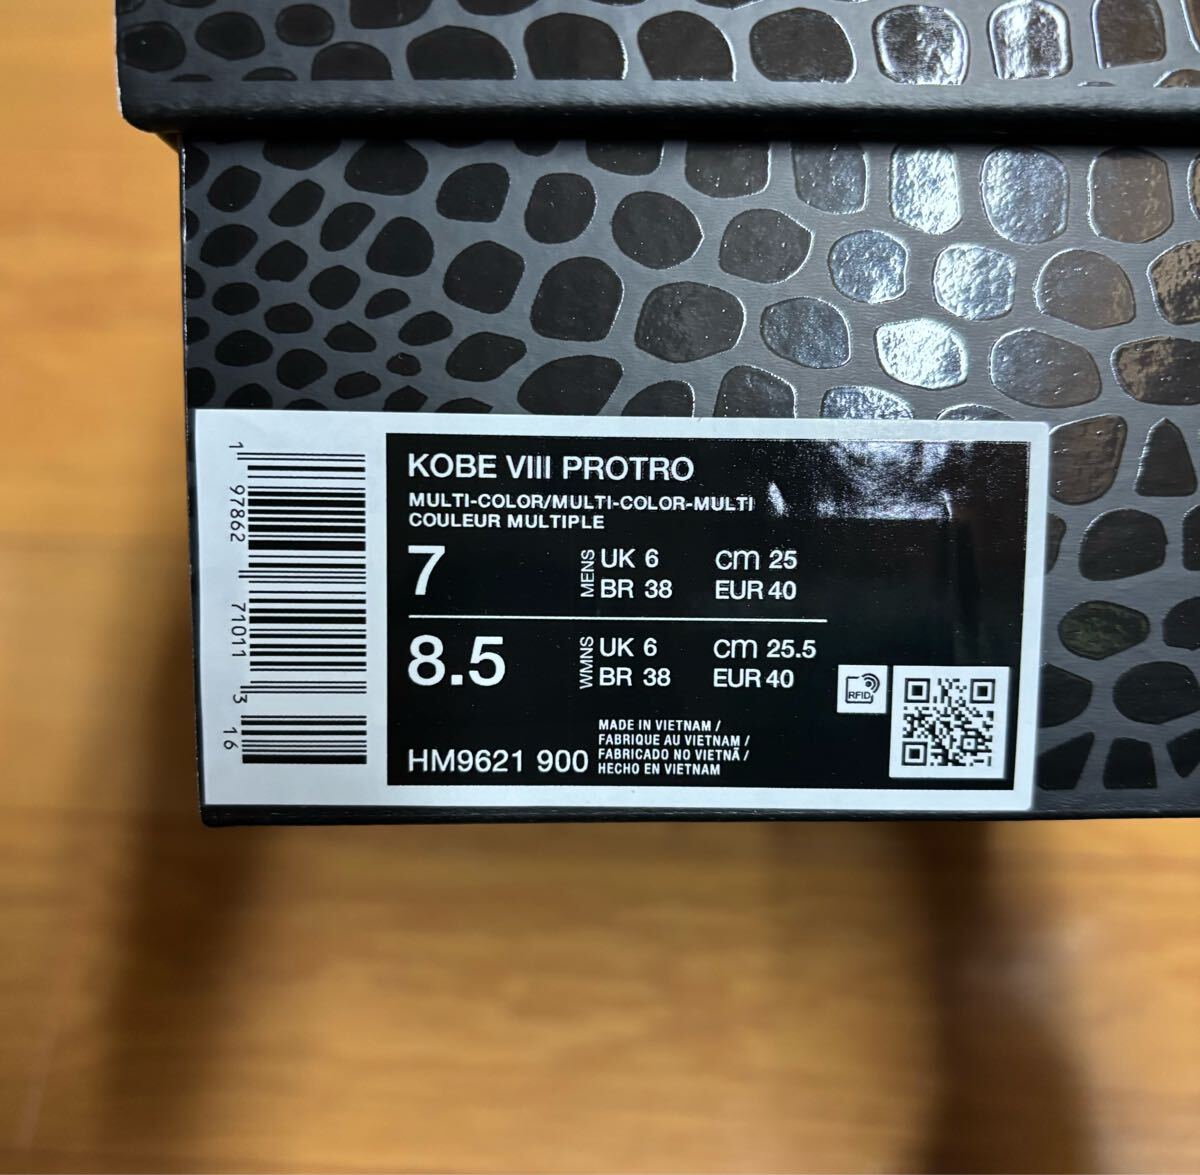 KOBE VIII PROTRO
MULTI-COLOR/MULTI-COLOR-MULTI
COULEUR MULTIPLE
7 MENS UK 6 cm 25
BR 38 EUR 40
8.5 WMNS UK 6 cm 25.5
BR 38 EUR 40
HM9621 900
MADE IN VIETNAM /
FABRIQUE AU VIETNAM /
FABRICADO NO VIETNÃ /
HECHO EN VIETNAM
RFID
1 97862 71011 3 16